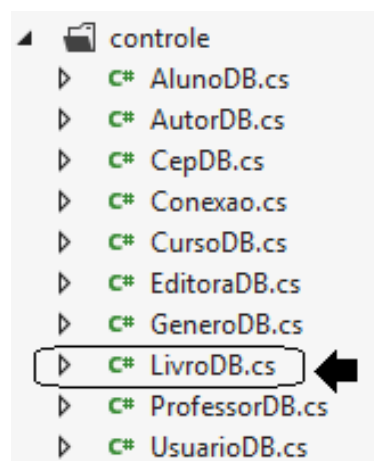 controle
C# AlunoDB.cs
C# AutorDB.cs
C# CepDB.cs
C# Conexao.cs
C# CursoDB.cs
C# EditoraDB.cs
C# GeneroDB.cs
C# LivroDB.cs
C# ProfessorDB.cs
C# UsuarioDB.cs